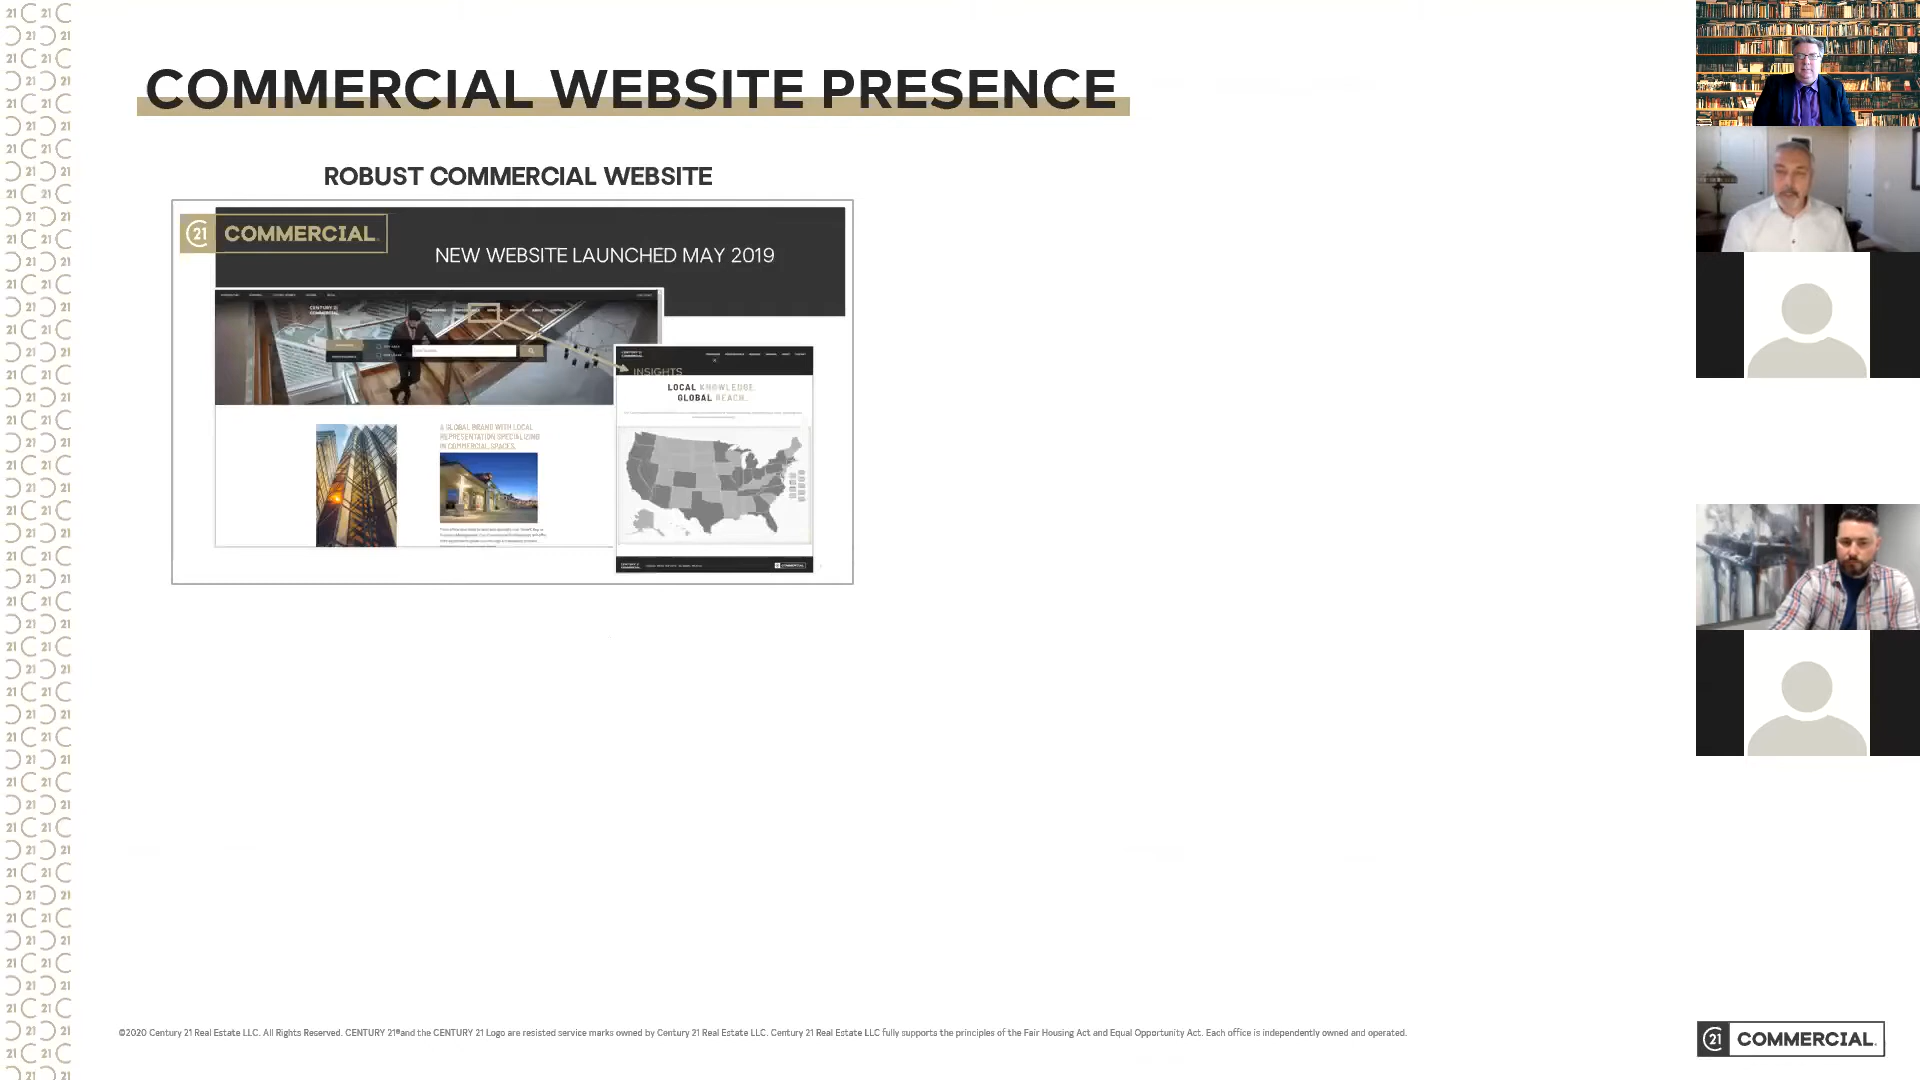 COMMERCIAL WEBSITE PRESENCE
ROBUST COMMERCIAL WEBSITE
21 COMMERCIAL
NEW WEBSITE LAUNCHED MAY 2019
CENTURY 21
COMMERCIAL
INSIGHTS
LOCAL KNOWLEDGE.
GLOBAL REACH.
A GLOBAL BRAND WITH LOCAL
REPRESENTATION SPECIALIZING
IN COMMERCIAL SPACES.
©2020 Century 21 Real Estate LLC. All Rights Reserved. CENTURY 21®and the CENTURY 21 Logo are resisted service marks owned by Century 21 Real Estate LLC. Century 21 Real Estate LLC fully supports the principles of the Fair Housing Act and Equal Opportunity Act. Each office is independently owned and operated.
21 COMMERCIAL.